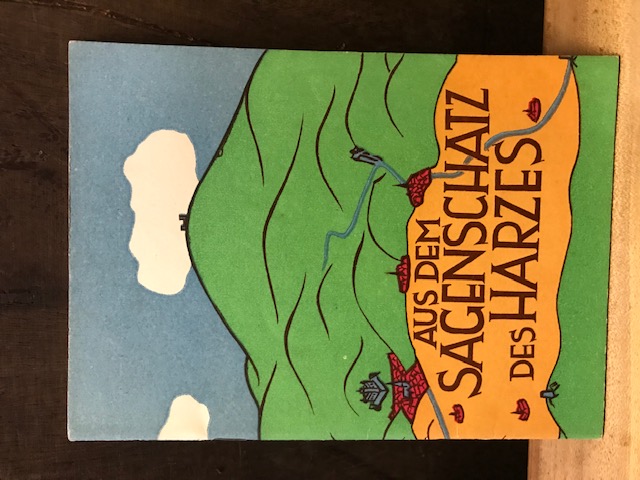 AUS DEM
SAGENSCHATZ
DES HARZES